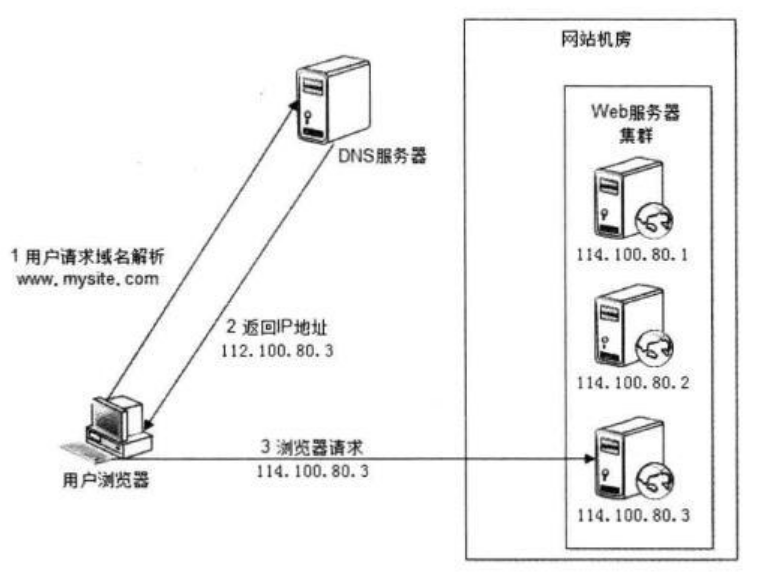 网站机房
Web服务器
集群
DNS服务器
114.100.80.1
1 用户请求域名解析
www.mysite.com
2 返回IP地址
112.100.80.3
114.100.80.2
3 浏览器请求
114.100.80.3
用户浏览器
114.100.80.3